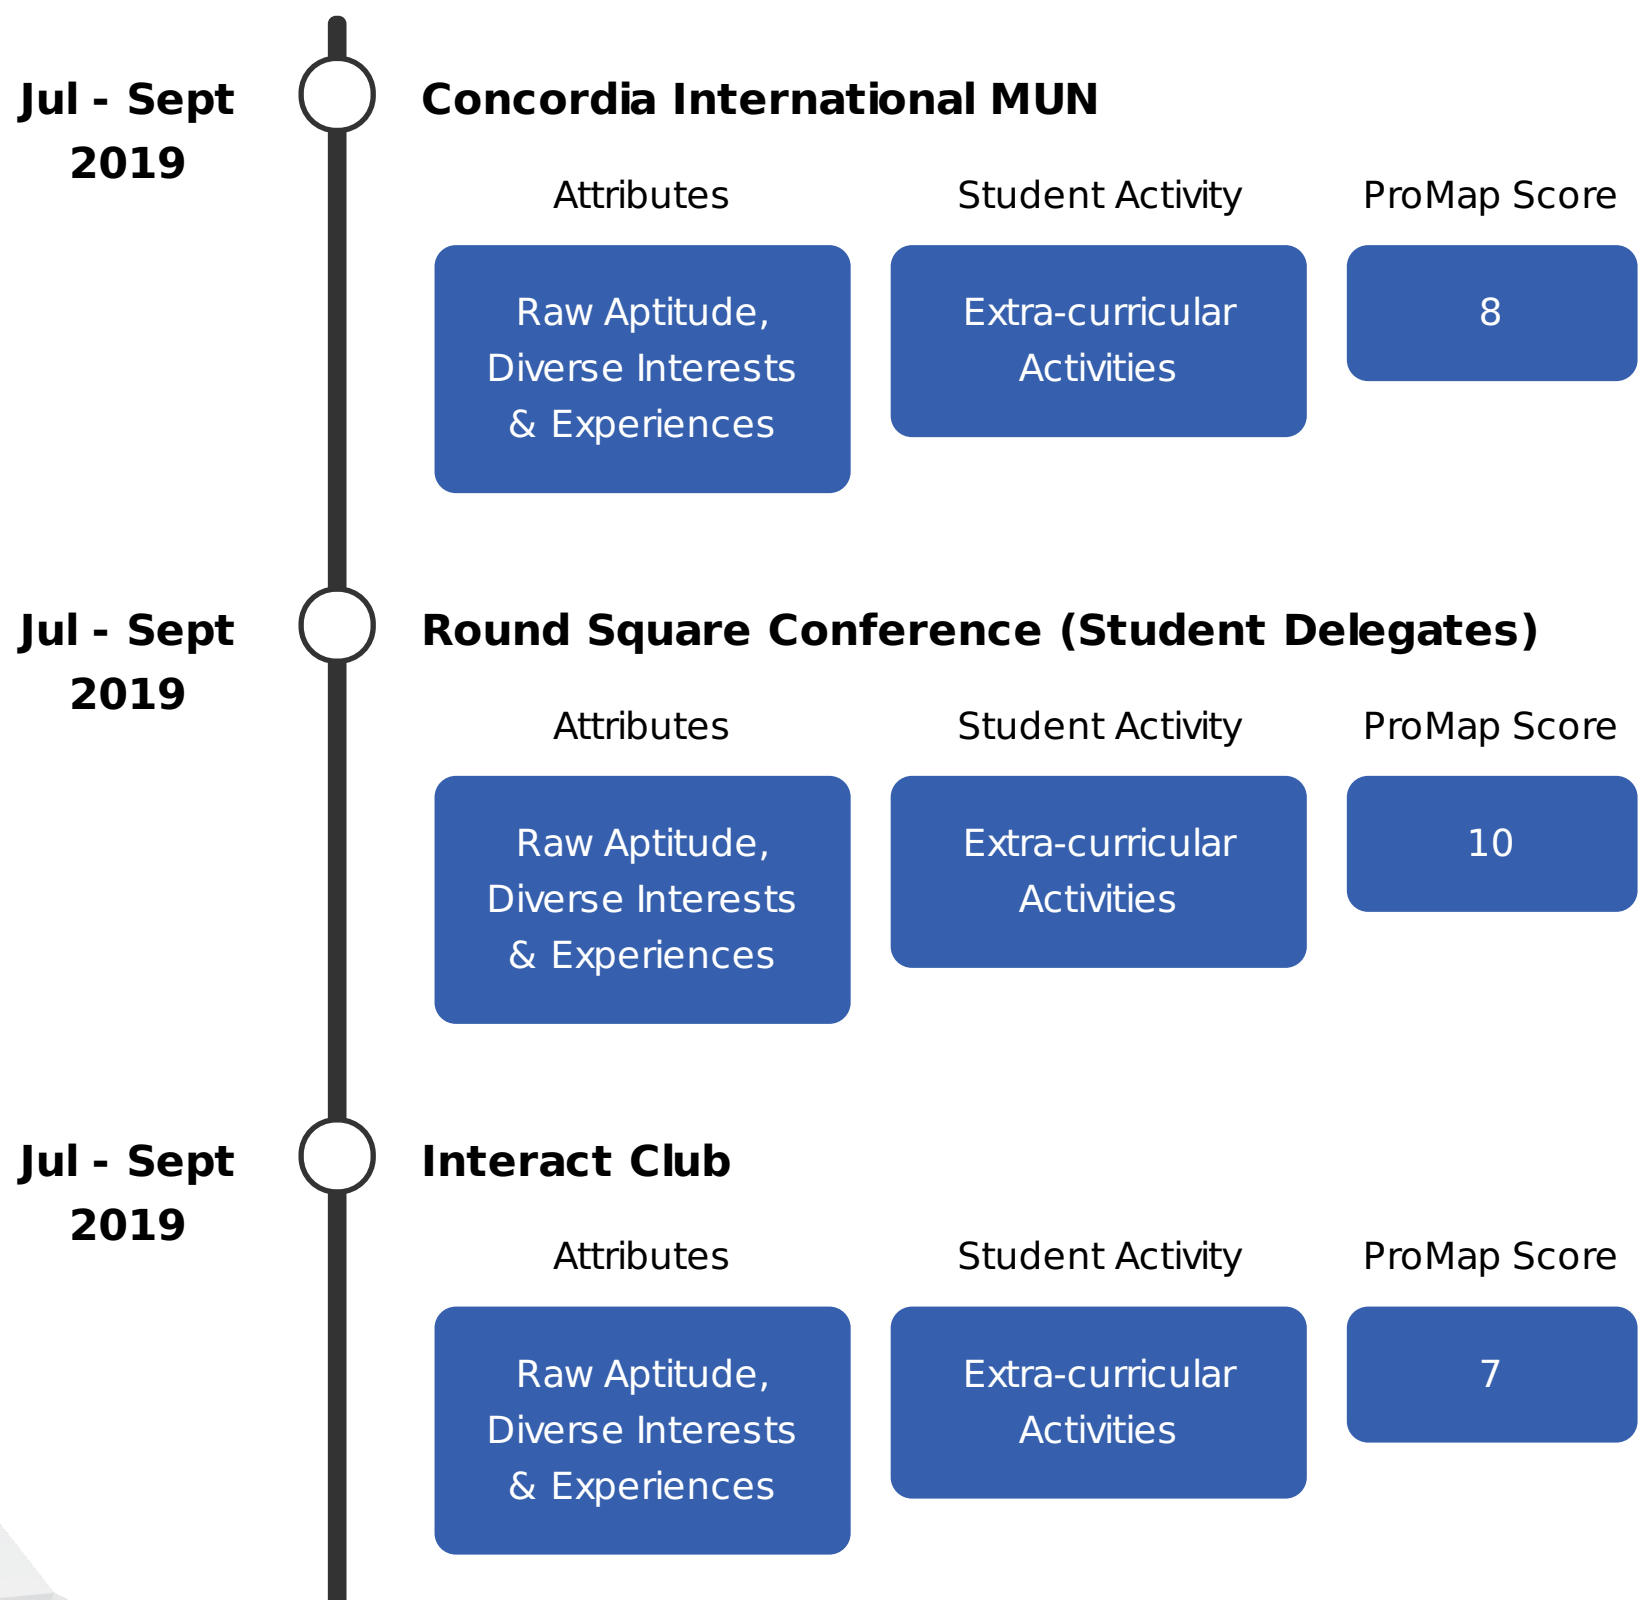 Jul - Sept
2019
Concordia International MUN
Attributes
Student Activity
ProMap Score
Raw Aptitude,
Diverse Interests
& Experiences
Extra-curricular
Activities
8
Jul - Sept
2019
Round Square Conference (Student Delegates)
Attributes
Student Activity
ProMap Score
Raw Aptitude,
Diverse Interests
& Experiences
Extra-curricular
Activities
10
Jul - Sept
2019
Interact Club
Attributes
Student Activity
ProMap Score
Raw Aptitude,
Diverse Interests
& Experiences
Extra-curricular
Activities
7